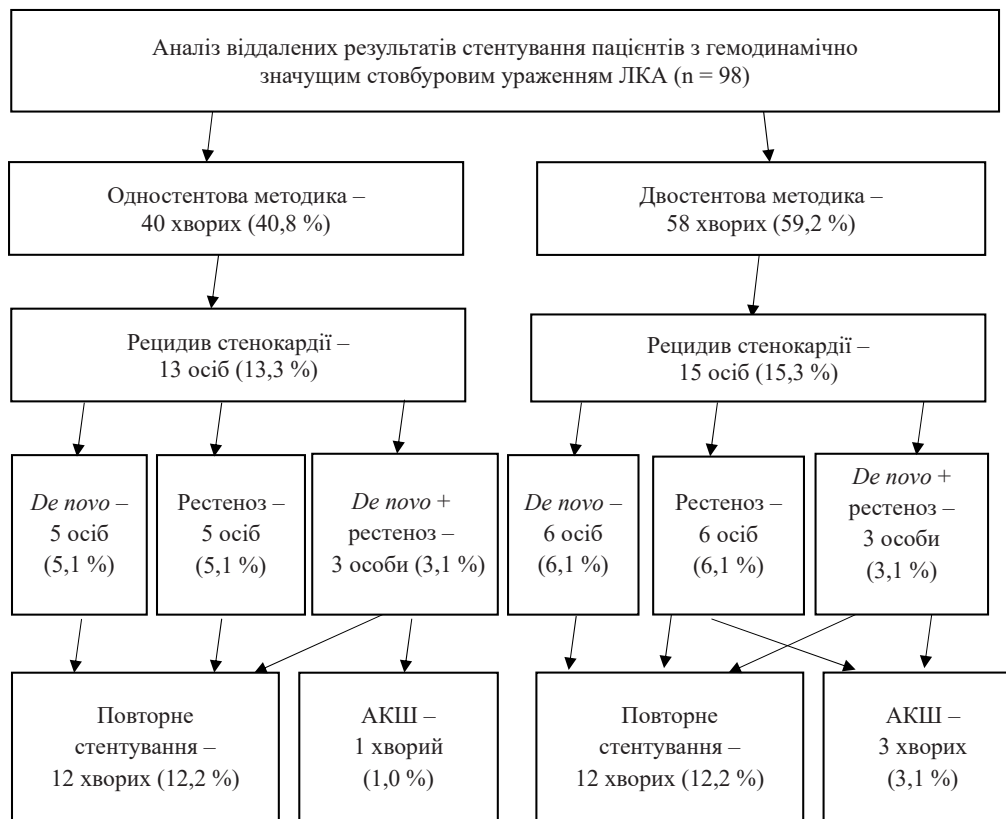 Аналіз віддалених результатів стентування пацієнтів з гемодинамічно
значущим стовбуровим ураженням ЛКА (n = 98)
Одностентова методика –
40 хворих (40,8 %)
Двостентова методика –
58 хворих (59,2 %)
Рецидив стенокардії –
13 осіб (13,3 %)
Рецидив стенокардії –
15 осіб (15,3 %)
De novo –
5 осіб
(5,1 %)
Рестеноз –
5 осіб
(5,1 %)
De novo +
рестеноз –
3 особи (3,1 %)
De novo –
6 осіб
(6,1 %)
Рестеноз –
6 осіб
(6,1 %)
De novo +
рестеноз –
3 особи
(3,1 %)
Повторне
стентування –
12 хворих (12,2 %)
АКШ –
1 хворий
(1,0 %)
Повторне
стентування –
12 хворих (12,2 %)
АКШ –
3 хворих
(3,1 %)